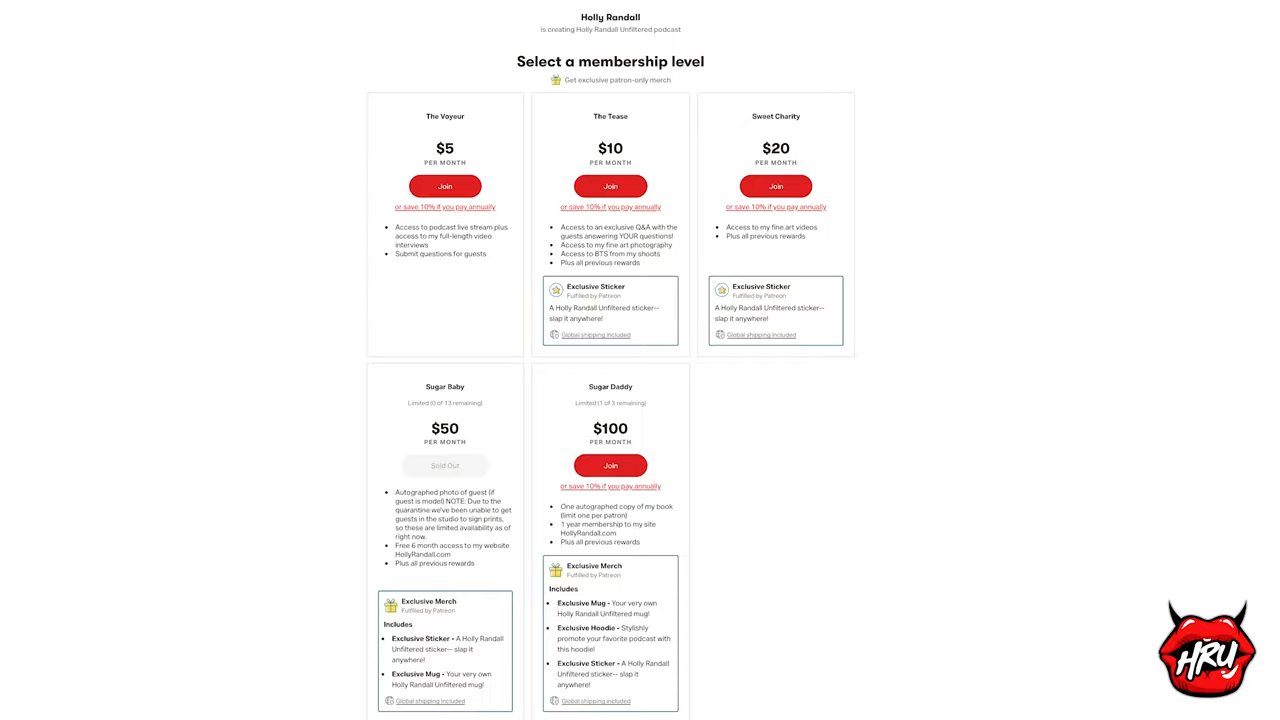 Holly Randall
is creating Holly Randall Unfiltered podcast
Select a membership level
Get exclusive patron-only merch
The Voyeur
$5
PER MONTH
Join
or save 10% if you pay annually
Access to podcast live stream plus
access to my full-length video
interviews
Submit questions for guests
The Tease
$10
PER MONTH
Join
or save 10% if you pay annually
Access to an exclusive Q&A with the
guests answering YOUR questions!
Access to my fine art photography
Access to BTS from my shoots
Plus all previous rewards
Exclusive Sticker
Fulfilled by Patreon
A Holly Randall Unfiltered sticker--
slap it anywhere!
Global shipping included
Sweet Charity
$20
PER MONTH
Join
or save 10% if you pay annually
Access to my fine art videos
Plus all previous rewards
Exclusive Sticker
Fulfilled by Patreon
A Holly Randall Unfiltered sticker--
slap it anywhere!
Global shipping included
Sugar Baby
Limited (0 of 13 remaining)
$50
PER MONTH
Sold Out
Autographed photo of guest (if
guest is model) NOTE: Due to the
quarantine we've been unable to get
guests in the studio to sign prints,
so these are limited availability as of
right now.
Free 6 month access to my website
HollyRandall.com
Plus all previous rewards
Exclusive Merch
Fulfilled by Patreon
Includes
Exclusive Sticker - A Holly Randall
Unfiltered sticker-- slap it
anywhere!
Exclusive Mug - Your very own
Holly Randall Unfiltered mug!
Global shipping included
Sugar Daddy
Limited (1 of 3 remaining)
$100
PER MONTH
Join
or save 10% if you pay annually
One autographed copy of my book
(limit one per patron)
1 year membership to my site
HollyRandall.com
Plus all previous rewards
Exclusive Merch
Fulfilled by Patreon
Includes
Exclusive Mug - Your very own
Holly Randall Unfiltered mug!
Exclusive Hoodie - Stylishly
promote your favorite podcast with
this hoodie!
Exclusive Sticker - A Holly Randall
Unfiltered sticker-- slap it
anywhere!
Global shipping included
HRU